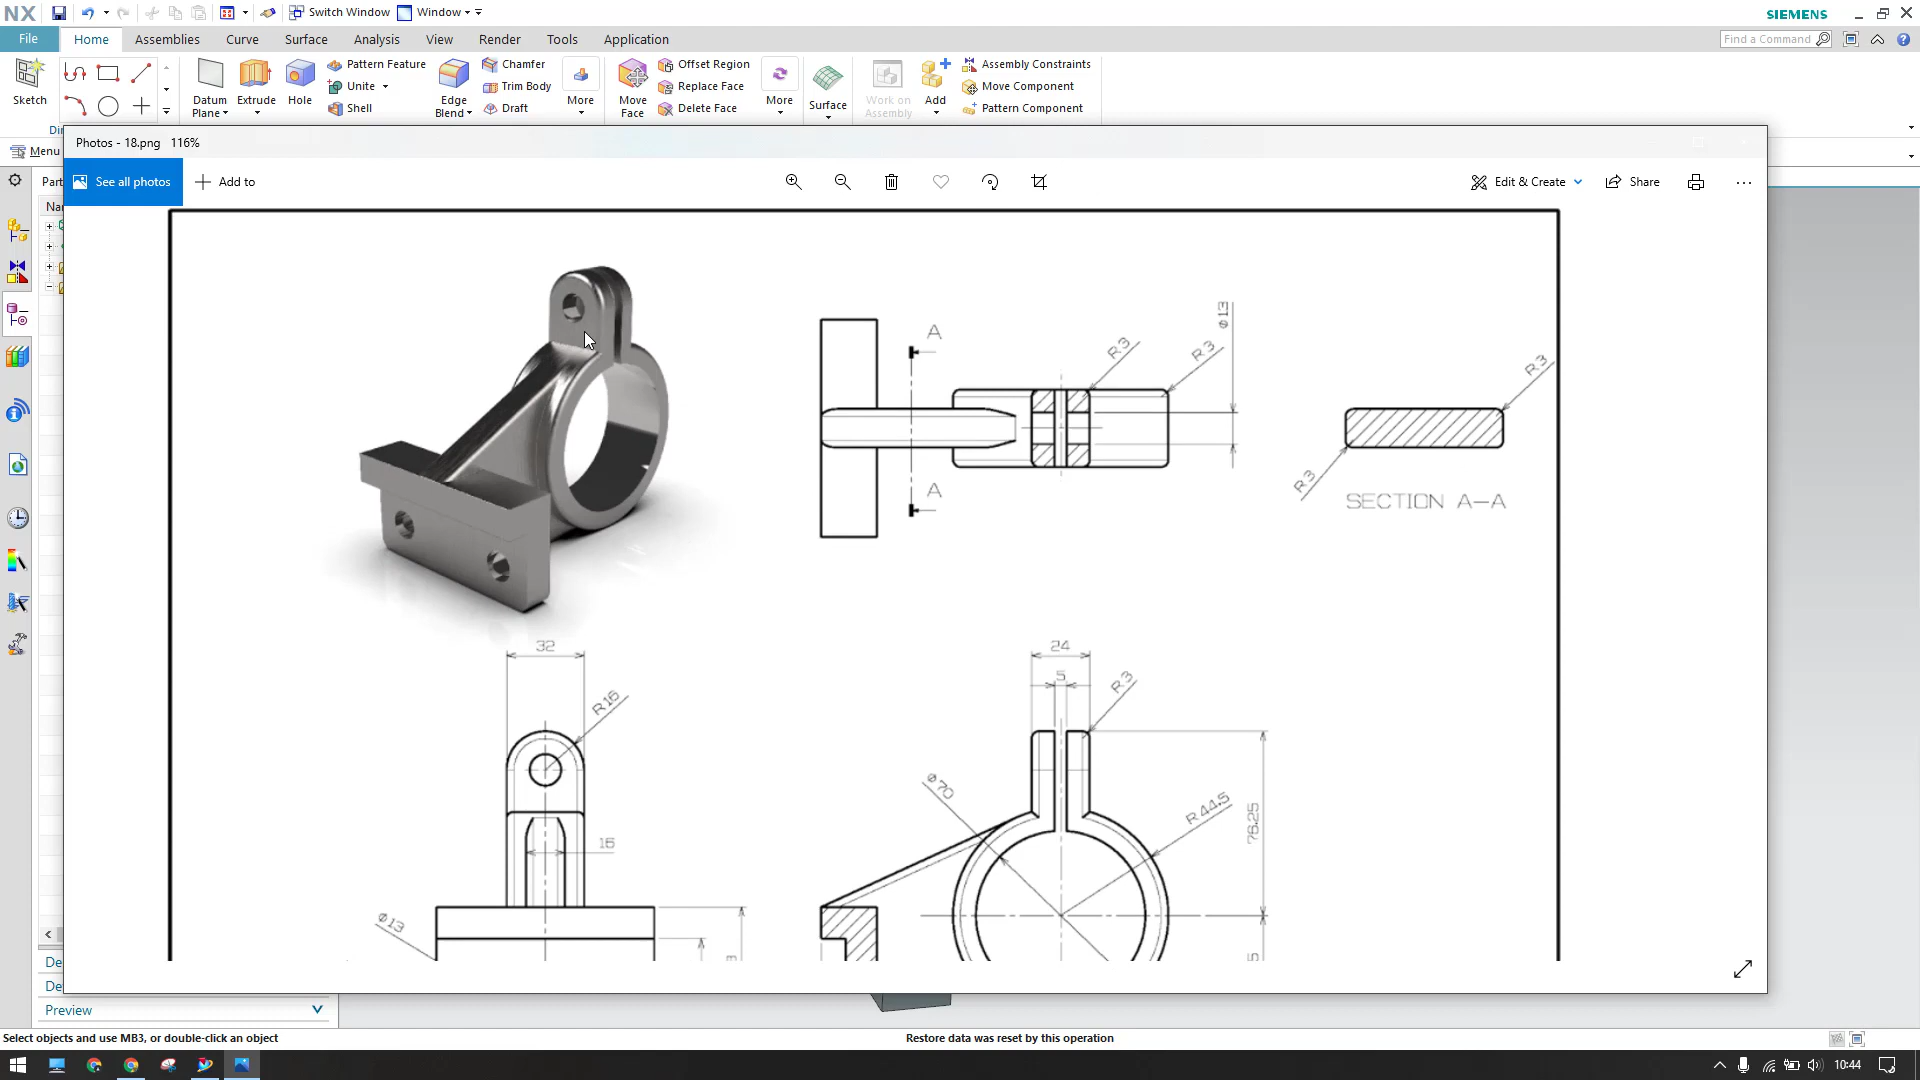 NX
Switch Window
Window
SIEMENS
File
Home
Assemblies
Curve
Surface
Analysis
View
Render
Tools
Application
Find a Command
Sketch
Datum Plane
Extrude
Hole
Pattern Feature
Unite
Shell
Edge Blend
Chamfer
Trim Body
Draft
More
Move Face
Offset Region
Replace Face
Delete Face
More
Surface
Work on Assembly
Add
Assembly Constraints
Move Component
Pattern Component
Menu
Photos - 18.png 116%
See all photos
Add to
Edit & Create
Share
A
A
R3
R3
ø13
R3
R3
SECTION A-A
32
R16
16
ø13
24
5
R3
ø70
R44.5
76.25
De
De
Preview
Select objects and use MB3, or double-click an object
Restore data was reset by this operation
10:44